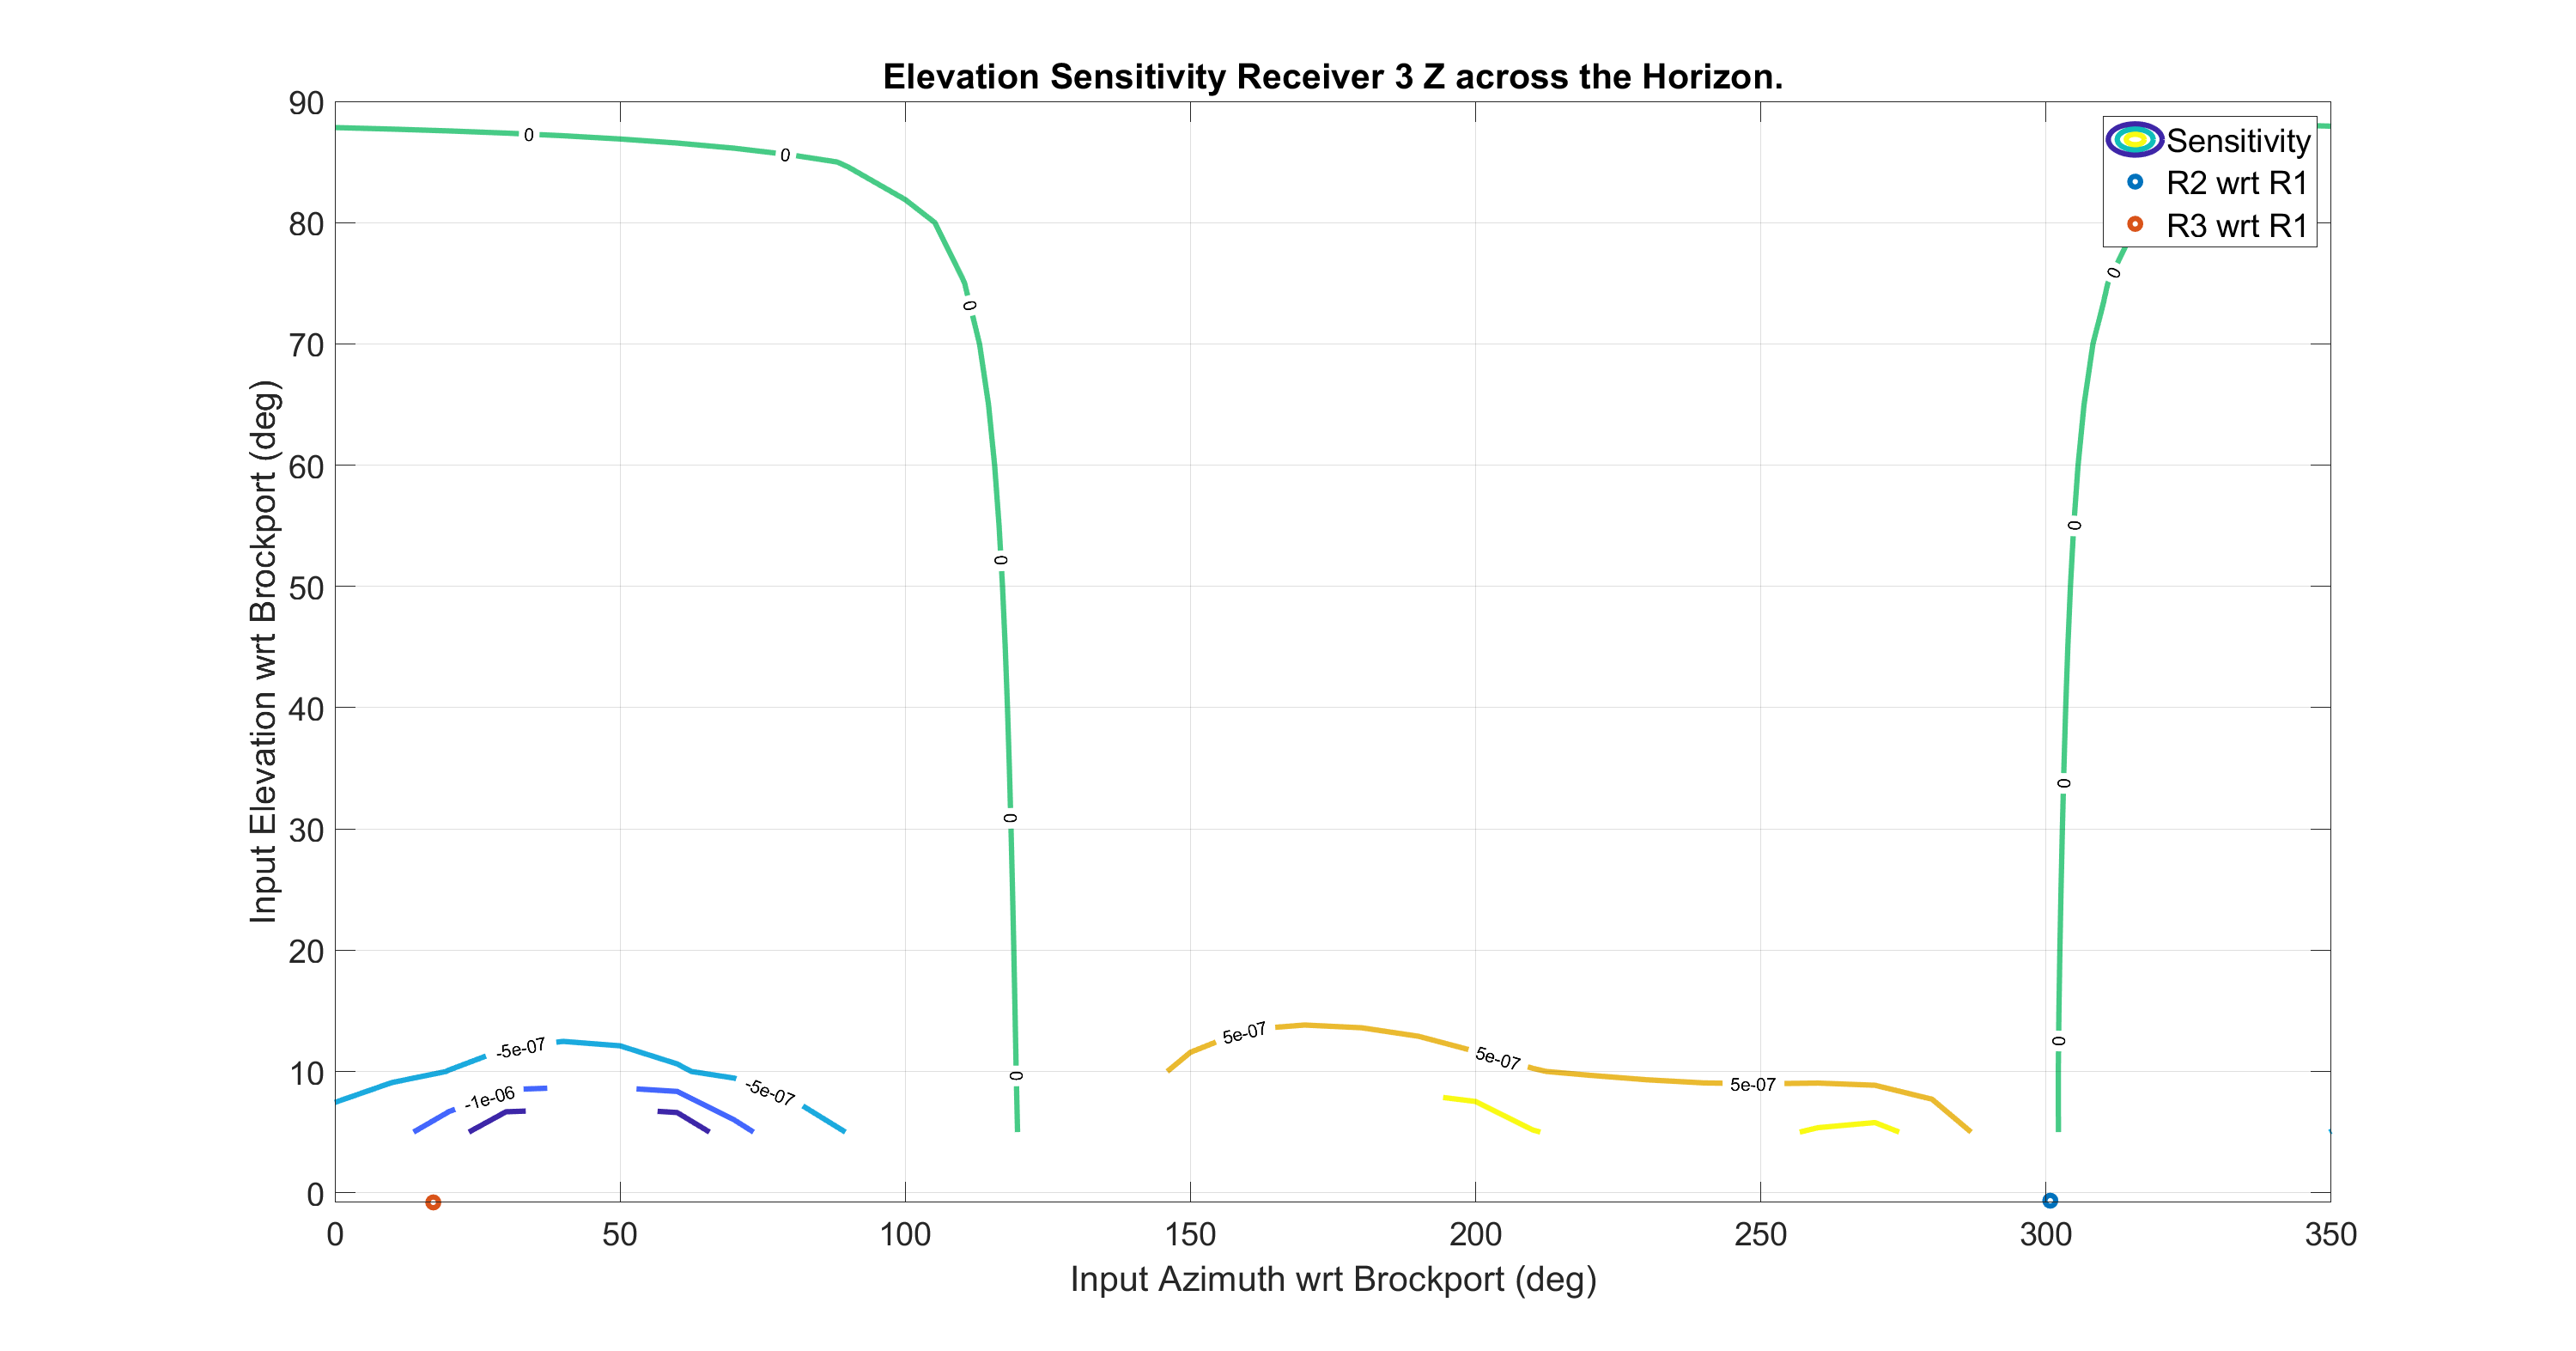 Elevation Sensitivity Receiver 3 Z across the Horizon.
Sensitivity
R2 wrt R1
R3 wrt R1
Input Elevation wrt Brockport (deg)
90
80
70
60
50
40
30
20
10
0
0
0
0
0
0
0
0
0
0
0
-5e-07
-1e-06
-5e-07
5e-07
5e-07
5e-07
0 50 100 150 200 250 300 350
Input Azimuth wrt Brockport (deg)